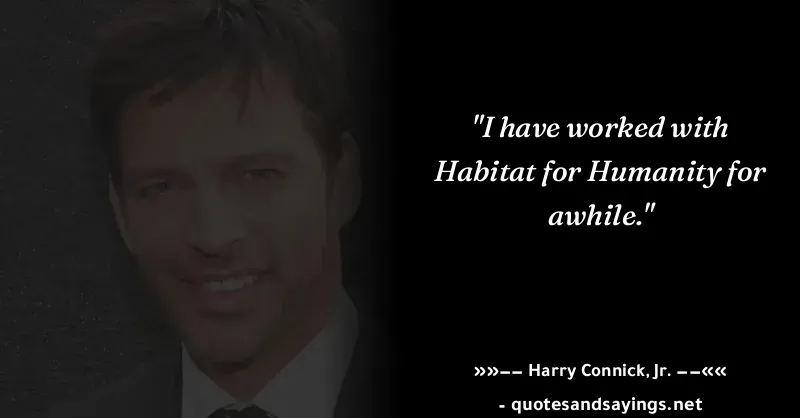 "I have worked with
Habitat for Humanity for
awhile."
»»–– Harry Connick, Jr. ––««
- quotesandsayings.net